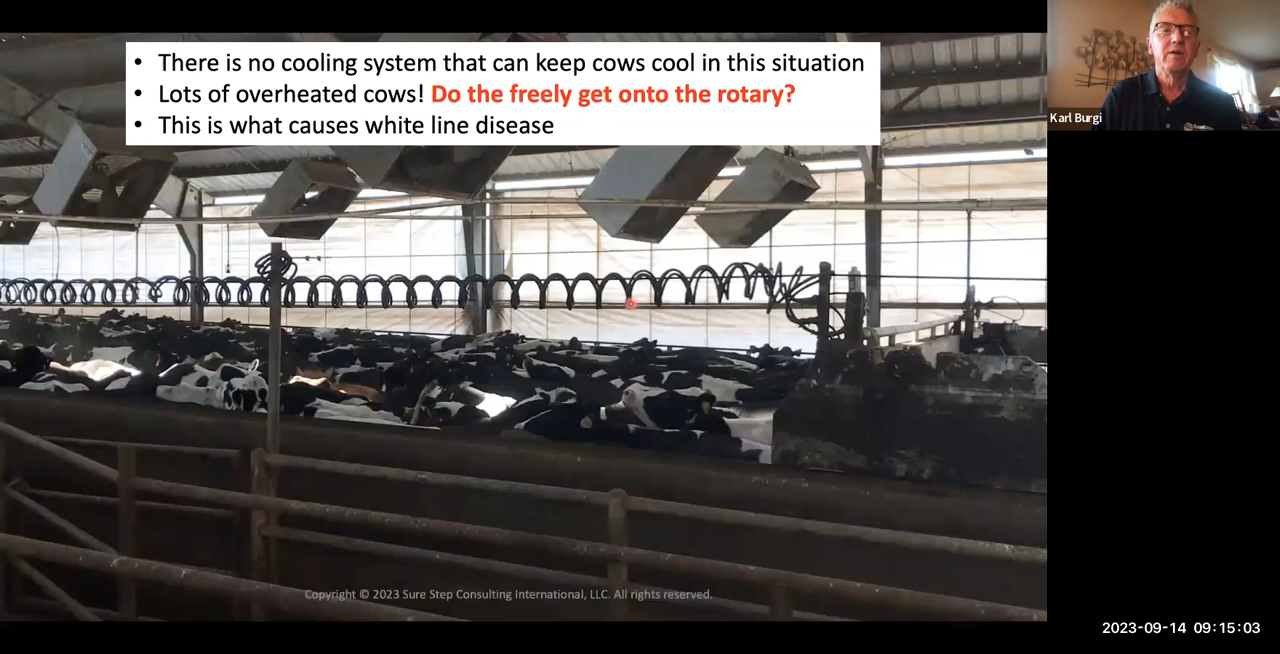 • There is no cooling system that can keep cows cool in this situation
• Lots of overheated cows! Do the freely get onto the rotary?
• This is what causes white line disease
Karl Burgi
Copyright © 2023 Sure Step Consulting International, LLC. All rights reserved.
2023-09-14 09:15:03